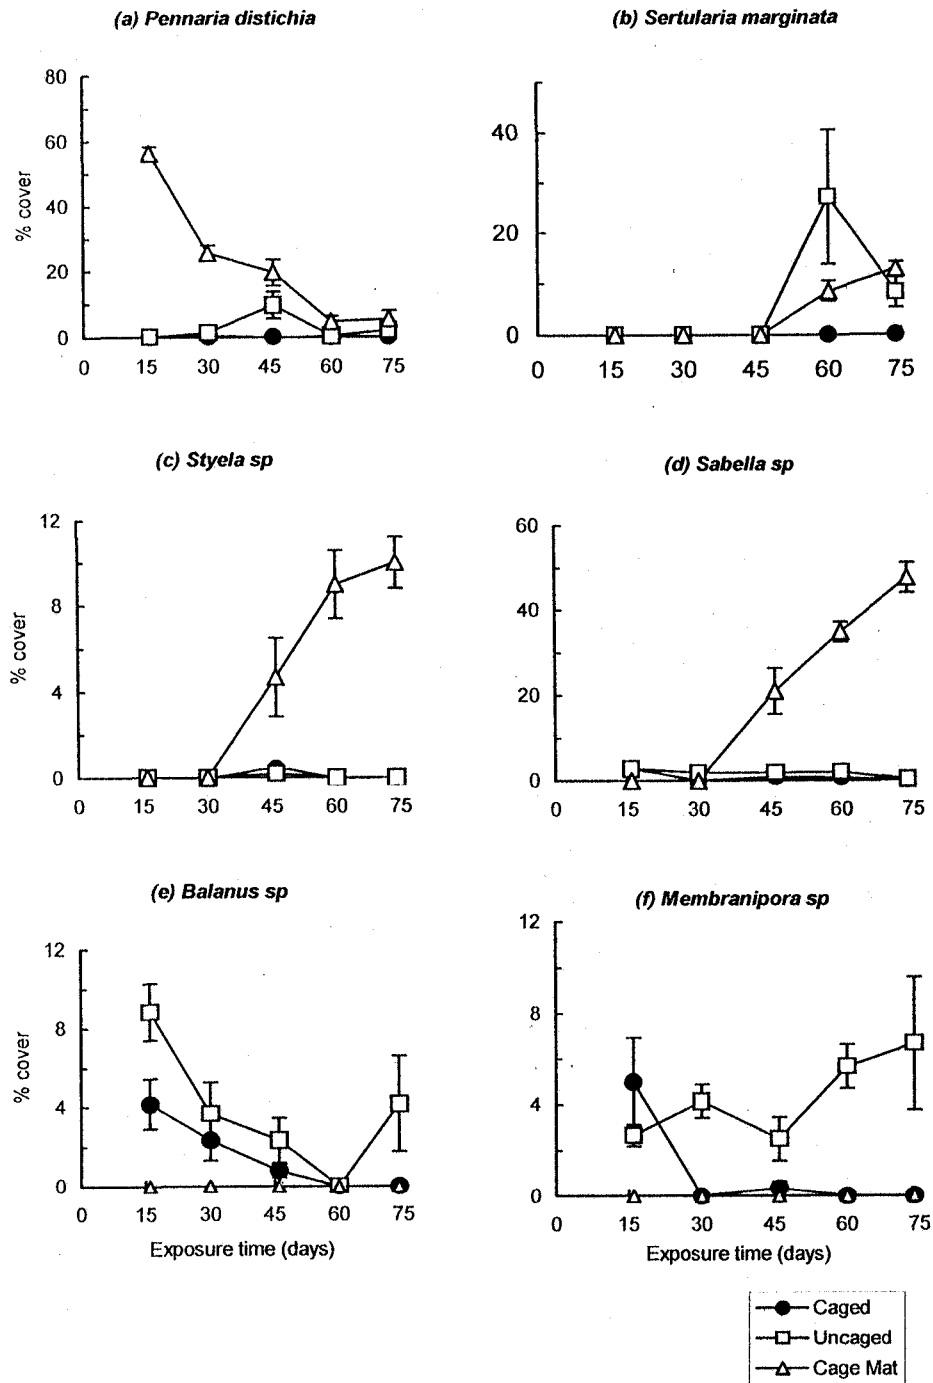 (a) Pennaria distichia
(b) Sertularia marginata
80
60
40
20
0
% cover
0 15 30 45 60 75
40
20
0
0 15 30 45 60 75
(c) Styela sp
(d) Sabella sp
12
8
4
0
% cover
0 15 30 45 60 75
60
40
20
0
0 15 30 45 60 75
(e) Balanus sp
(f) Membranipora sp
12
8
4
0
% cover
0 15 30 45 60 75
Exposure time (days)
12
8
4
0
0 15 30 45 60 75
Exposure time (days)
Caged
Uncaged
Cage Mat